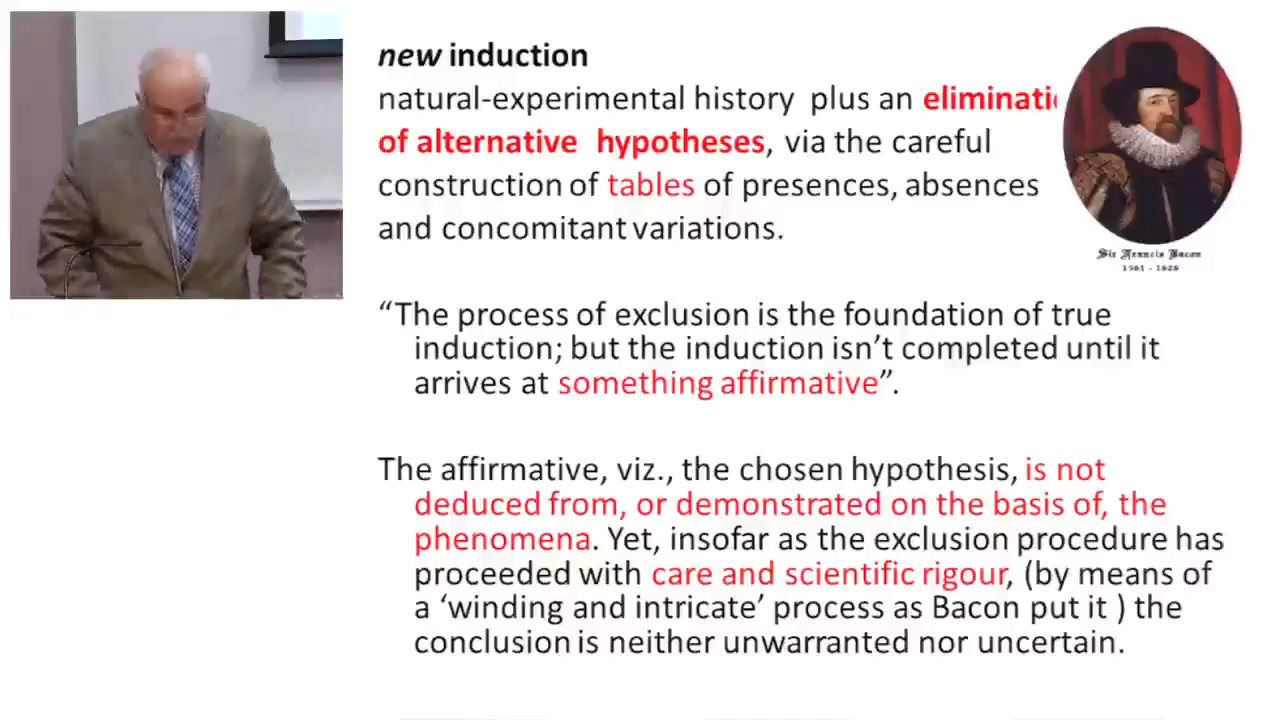 new induction
natural-experimental history plus an eliminati
of alternative hypotheses, via the careful
construction of tables of presences, absences
and concomitant variations.
Sir Francis Bacon
1561 - 1626
“The process of exclusion is the foundation of true
induction; but the induction isn’t completed until it
arrives at something affirmative”.
The affirmative, viz., the chosen hypothesis, is not
deduced from, or demonstrated on the basis of, the
phenomena. Yet, insofar as the exclusion procedure has
proceeded with care and scientific rigour, (by means of
a ‘winding and intricate’ process as Bacon put it ) the
conclusion is neither unwarranted nor uncertain.